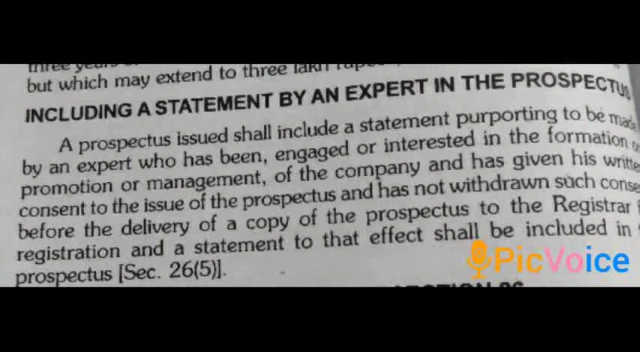 three years
but which may extend to three lakh rupees,
INCLUDING A STATEMENT BY AN EXPERT IN THE PROSPECTUS
A prospectus issued shall include a statement purporting to be made
by an expert who has been, engaged or interested in the formation or
promotion or management, of the company and has given his written
consent to the issue of the prospectus and has not withdrawn such conse
before the delivery of a copy of the prospectus to the Registrar
registration and a statement to that effect shall be included in
prospectus [Sec. 26(5)].
PicVoice